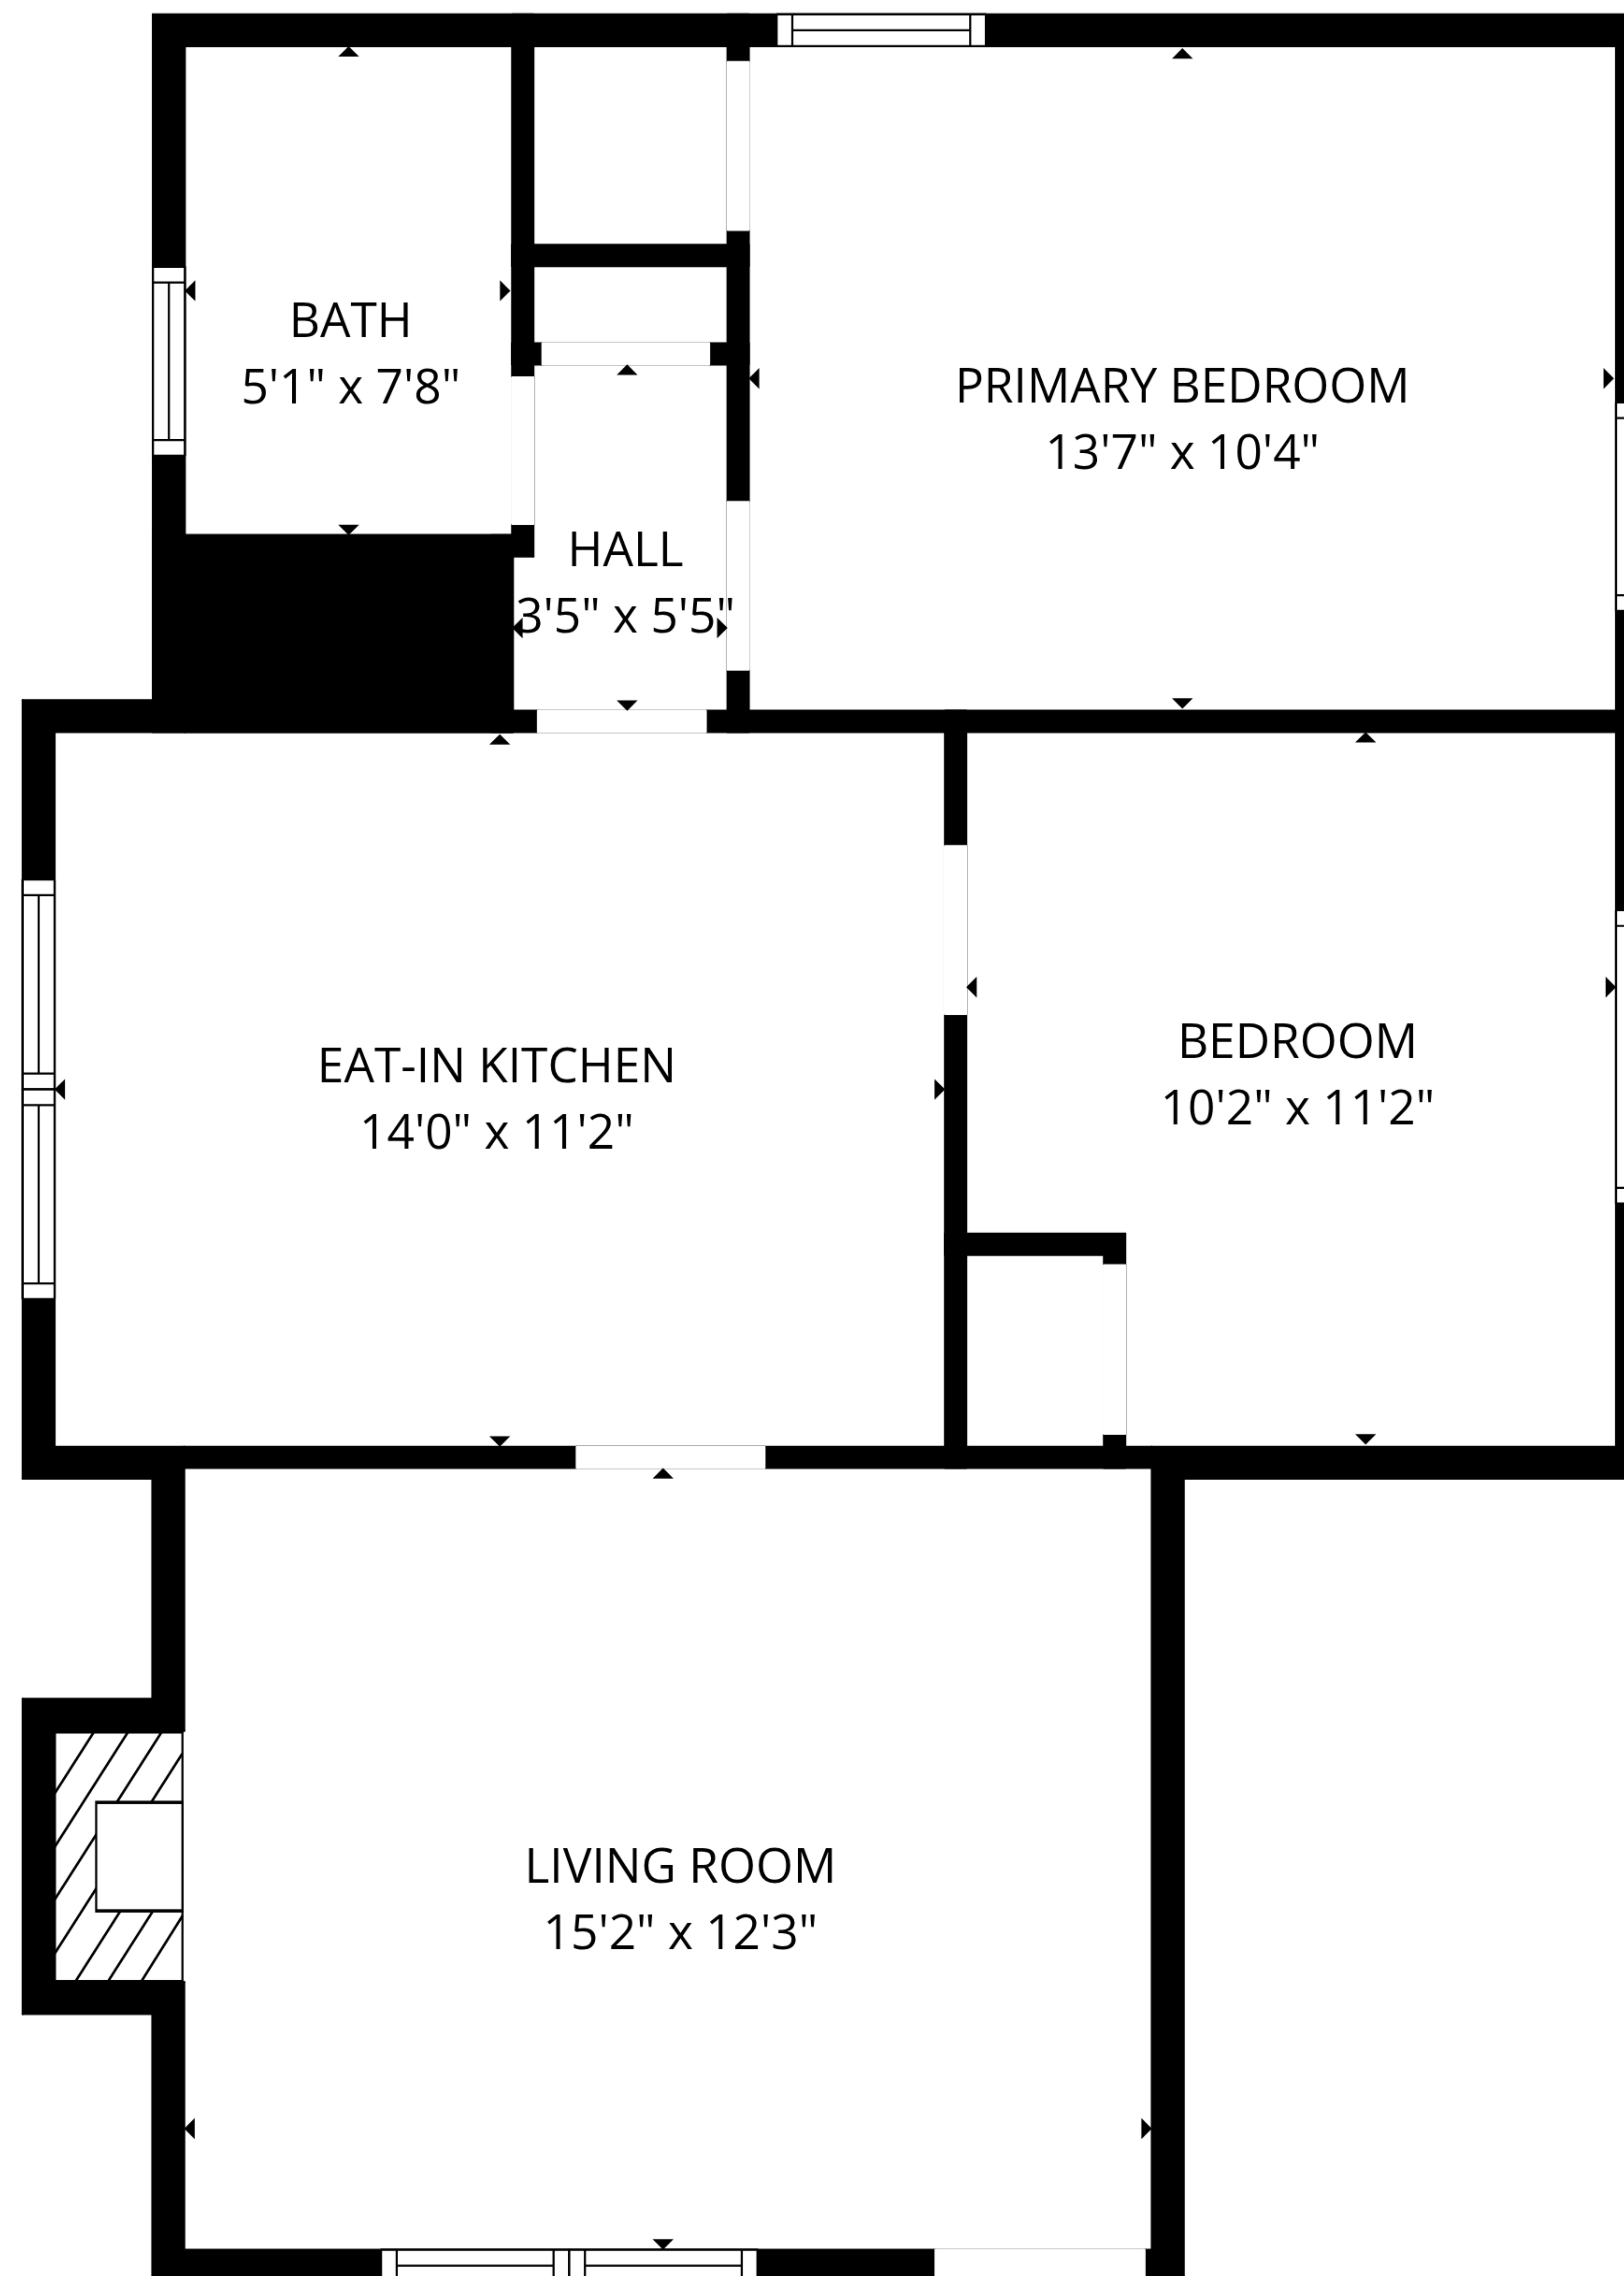 BATH
5'1" x 7'8"
PRIMARY BEDROOM
13'7" x 10'4"
HALL
3'5" x 5'5"
EAT-IN KITCHEN
14'0" x 11'2"
BEDROOM
10'2" x 11'2"
LIVING ROOM
15'2" x 12'3"